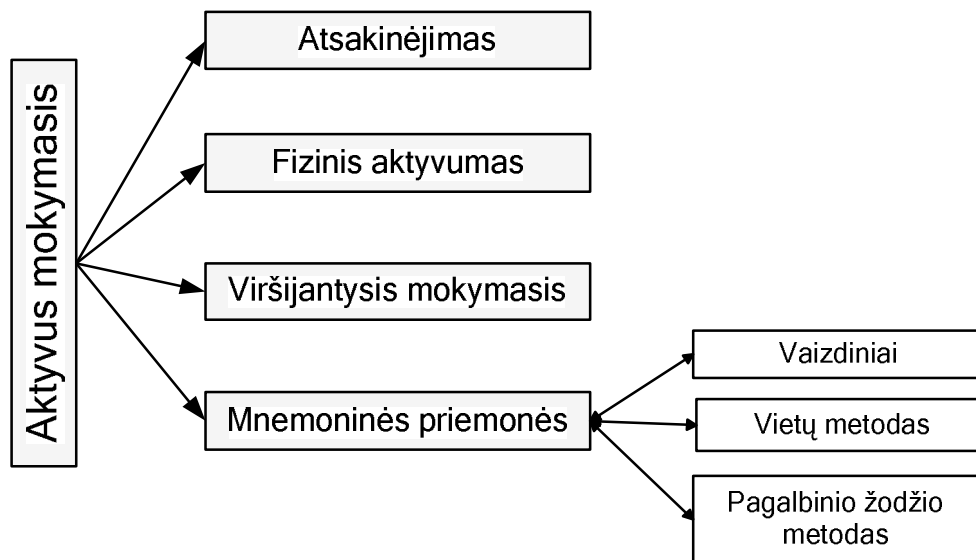 Aktyvus mokymasis
Atsakinėjimas
Fizinis aktyvumas
Viršijantysis mokymasis
Mnemoninės priemonės
Vaizdiniai
Vietų metodas
Pagalbinio žodžio
metodas